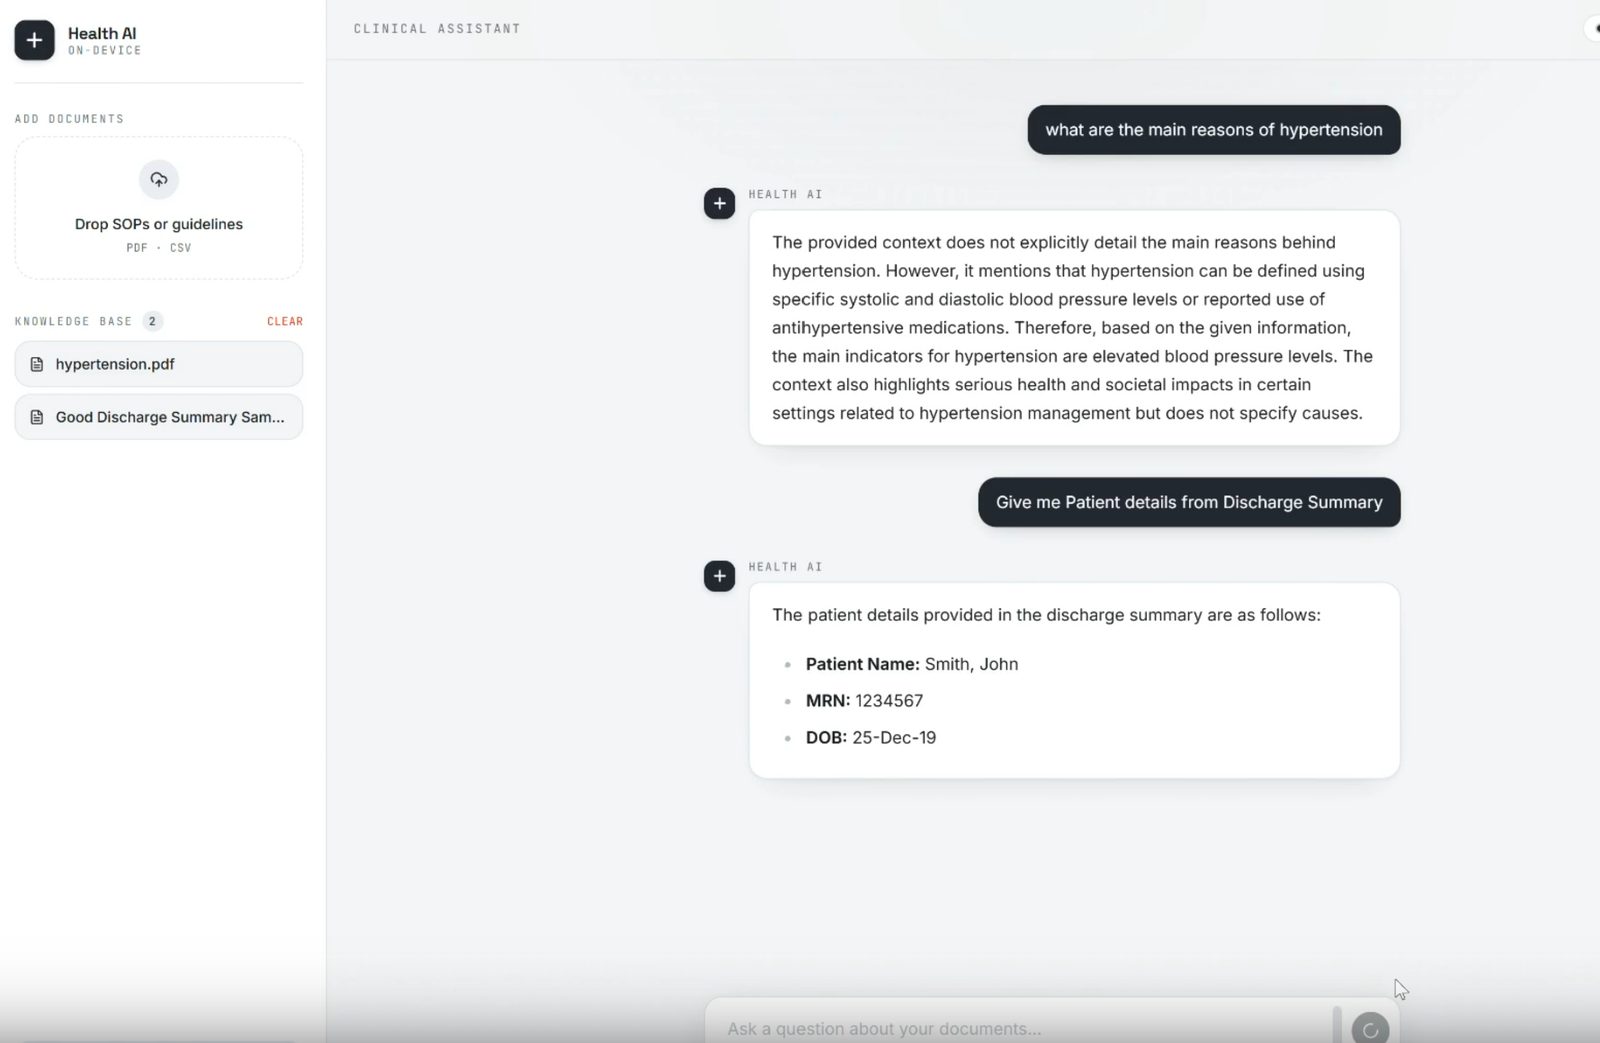 Health AI
ON-DEVICE
ADD DOCUMENTS
Drop SOPs or guidelines
PDF · CSV
KNOWLEDGE BASE 2
CLEAR
hypertension.pdf
Good Discharge Summary Sam...
CLINICAL ASSISTANT
what are the main reasons of hypertension
HEALTH AI
The provided context does not explicitly detail the main reasons behind
hypertension. However, it mentions that hypertension can be defined using
specific systolic and diastolic blood pressure levels or reported use of
antihypertensive medications. Therefore, based on the given information,
the main indicators for hypertension are elevated blood pressure levels. The
context also highlights serious health and societal impacts in certain
settings related to hypertension management but does not specify causes.
Give me Patient details from Discharge Summary
HEALTH AI
The patient details provided in the discharge summary are as follows:
• Patient Name: Smith, John
• MRN: 1234567
• DOB: 25-Dec-19
Ask a question about your documents...